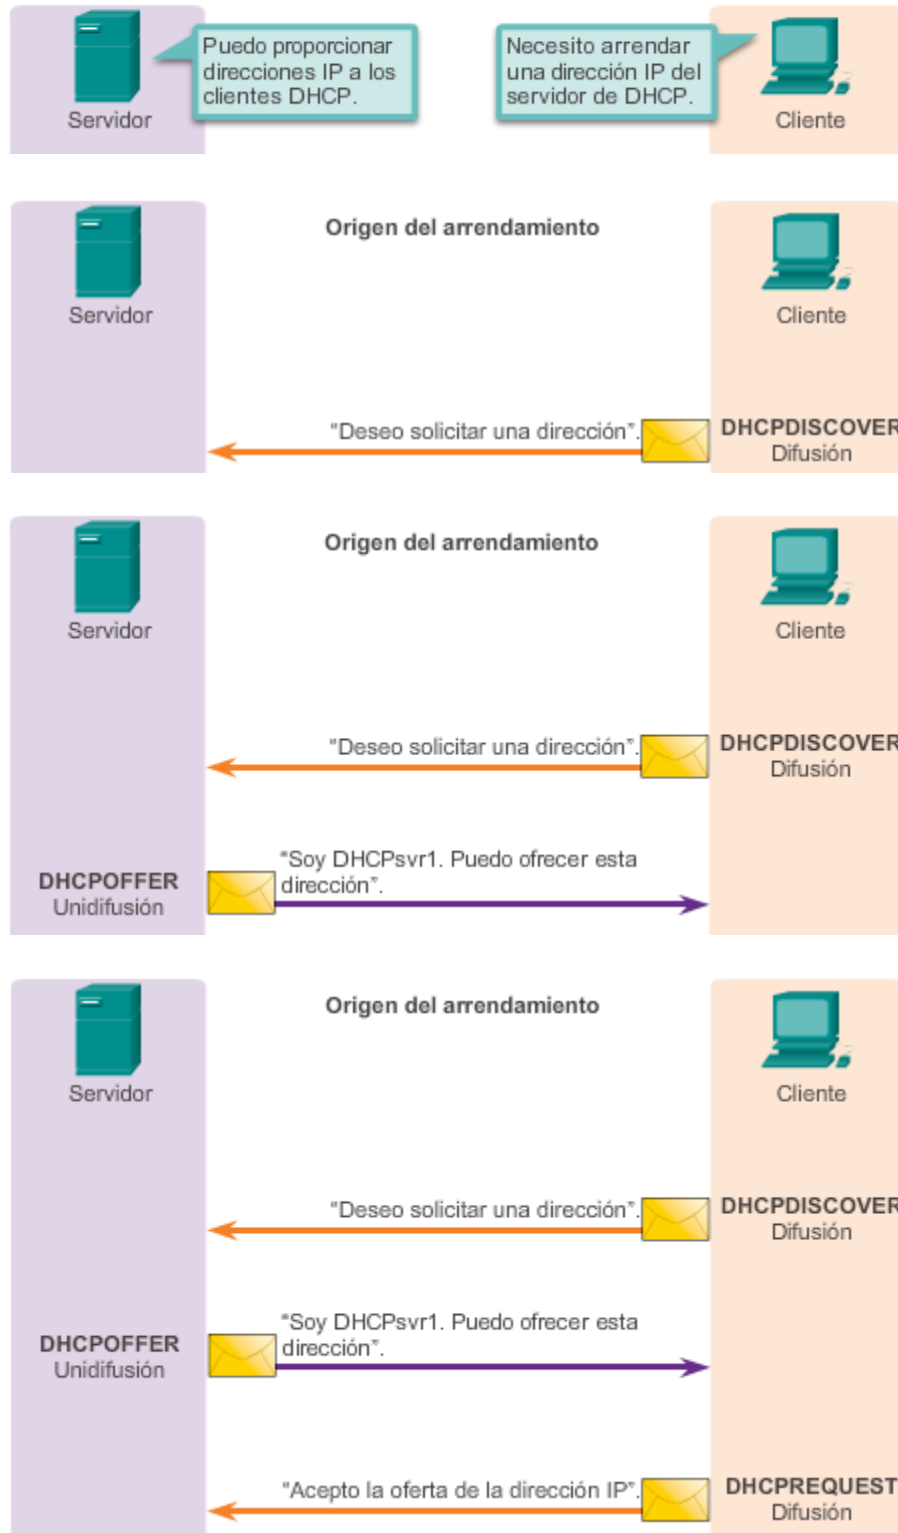 Puedo proporcionar
direcciones IP a los
clientes DHCP.
Necesito arrendar
una dirección IP del
servidor de DHCP.
Servidor
Cliente
Origen del arrendamiento
Servidor
Cliente
“Deseo solicitar una dirección”.
DHCPDISCOVER
Difusión
Origen del arrendamiento
Servidor
Cliente
“Deseo solicitar una dirección”.
DHCPDISCOVER
Difusión
DHCPOFFER
Unidifusión
“Soy DHCPsvr1. Puedo ofrecer esta
dirección”.
Origen del arrendamiento
Servidor
Cliente
“Deseo solicitar una dirección”.
DHCPDISCOVER
Difusión
DHCPOFFER
Unidifusión
“Soy DHCPsvr1. Puedo ofrecer esta
dirección”.
“Acepto la oferta de la dirección IP”.
DHCPREQUEST
Difusión